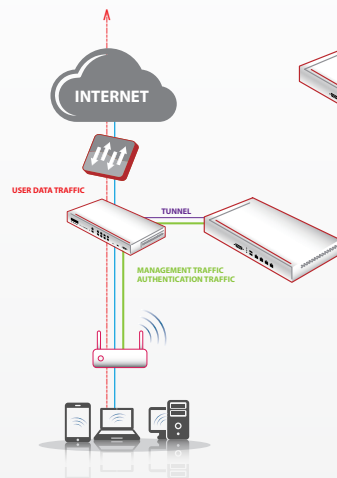 INTERNET
USER DATA TRAFFIC
TUNNEL
MANAGEMENT TRAFFIC
AUTHENTICATION TRAFFIC